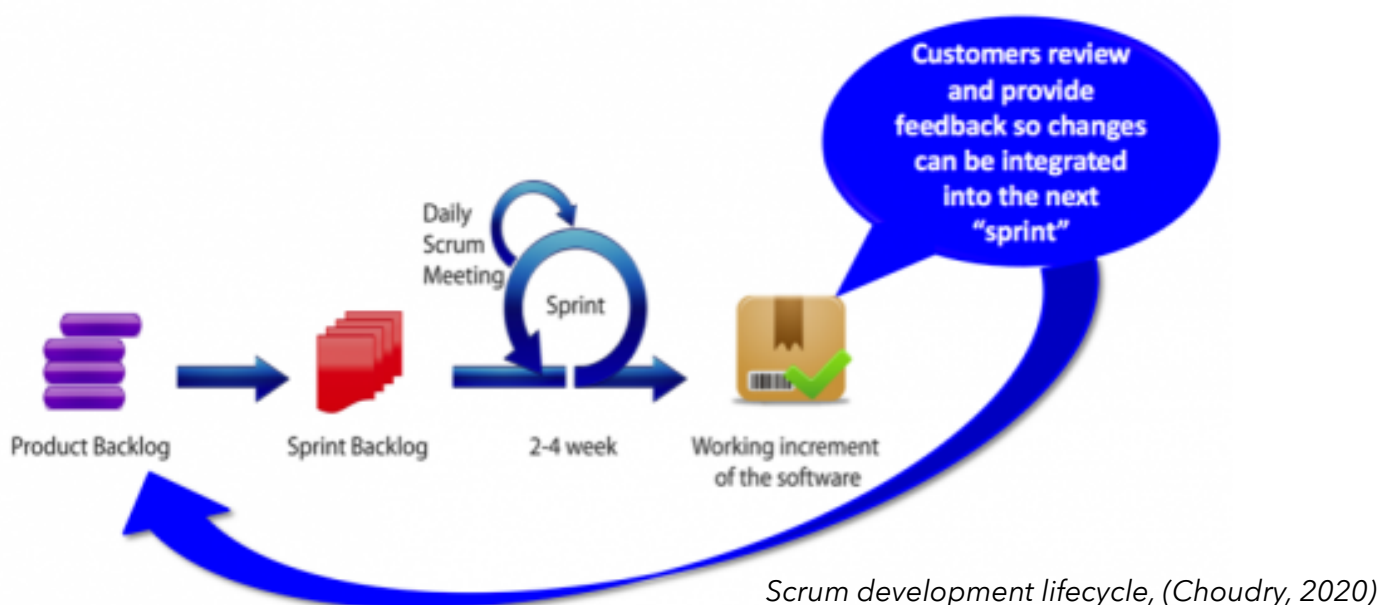 Customers review
and provide
feedback so changes
can be integrated
into the next
“sprint”
Daily
Scrum
Meeting
Sprint
Product Backlog
Sprint Backlog
2-4 week
Working increment
of the software
Scrum development lifecycle, (Choudry, 2020)